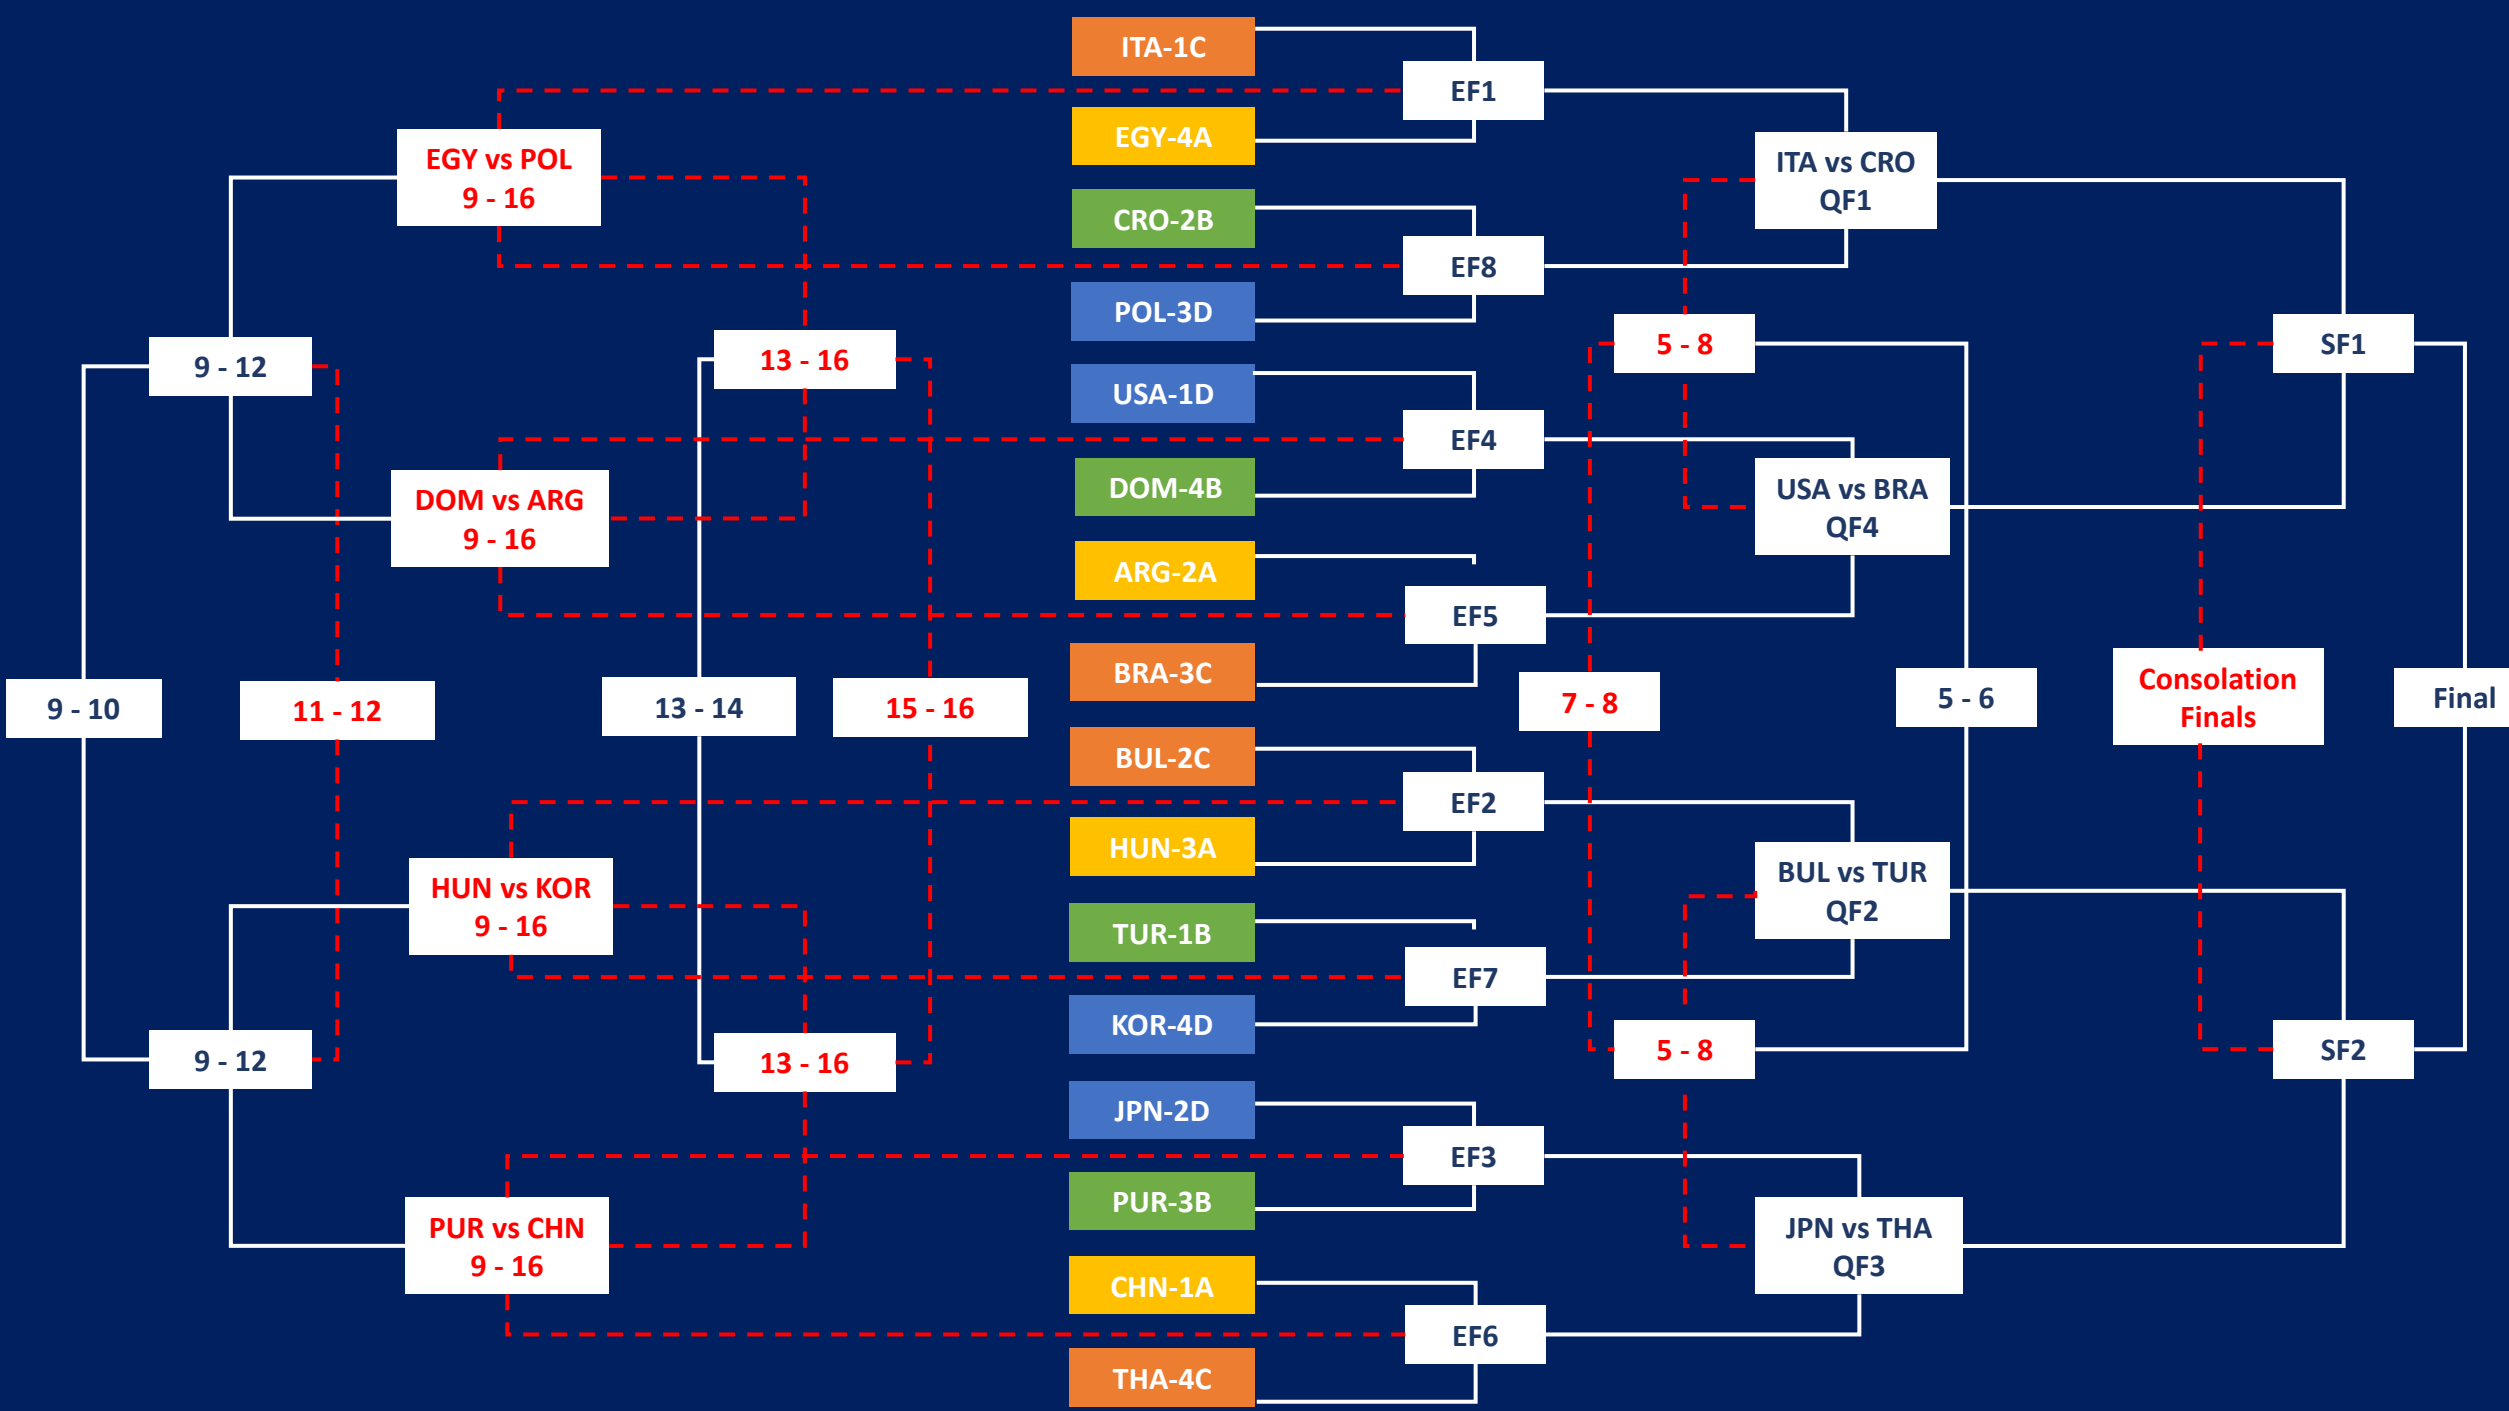 ITA-1C
EF1
EGY-4A
EGY vs POL
9 - 16
ITA vs CRO
QF1
CRO-2B
EF8
POL-3D
9 - 12
13 - 16
5 - 8
SF1
USA-1D
EF4
DOM-4B
DOM vs ARG
9 - 16
USA vs BRA
QF4
ARG-2A
EF5
BRA-3C
9 - 10
11 - 12
13 - 14
15 - 16
7 - 8
5 - 6
Consolation
Finals
Final
BUL-2C
EF2
HUN-3A
HUN vs KOR
9 - 16
BUL vs TUR
QF2
TUR-1B
EF7
KOR-4D
9 - 12
13 - 16
5 - 8
SF2
JPN-2D
EF3
PUR-3B
PUR vs CHN
9 - 16
JPN vs THA
QF3
CHN-1A
EF6
THA-4C